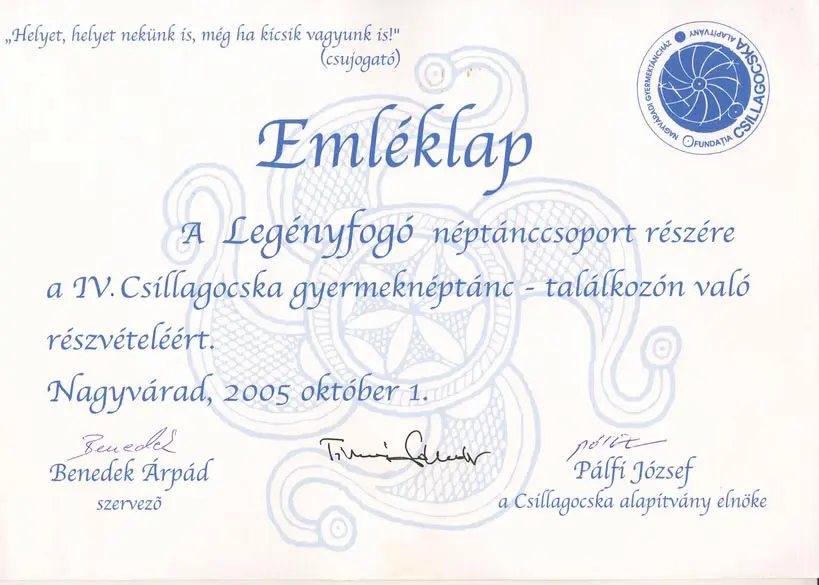 „Helyet, helyet nekünk is, még ha kicsik vagyunk is!"
(csujogató)
NAGYVÁRADI GYERMEKTÁNCHÁZ
CSILLAGOCSKA ALAPÍTVÁNY
FUNDAȚIA CSILLAGOCSKA
Emléklap
A Legényfogó néptánccsoport részére
a IV. Csillagocska gyermeknéptánc - találkozón való
részvételéért.
Nagyvárad, 2005 október 1.
Benedek
Benedek Árpád
szervező
Pálfi József
a Csillagocska alapítvány elnöke